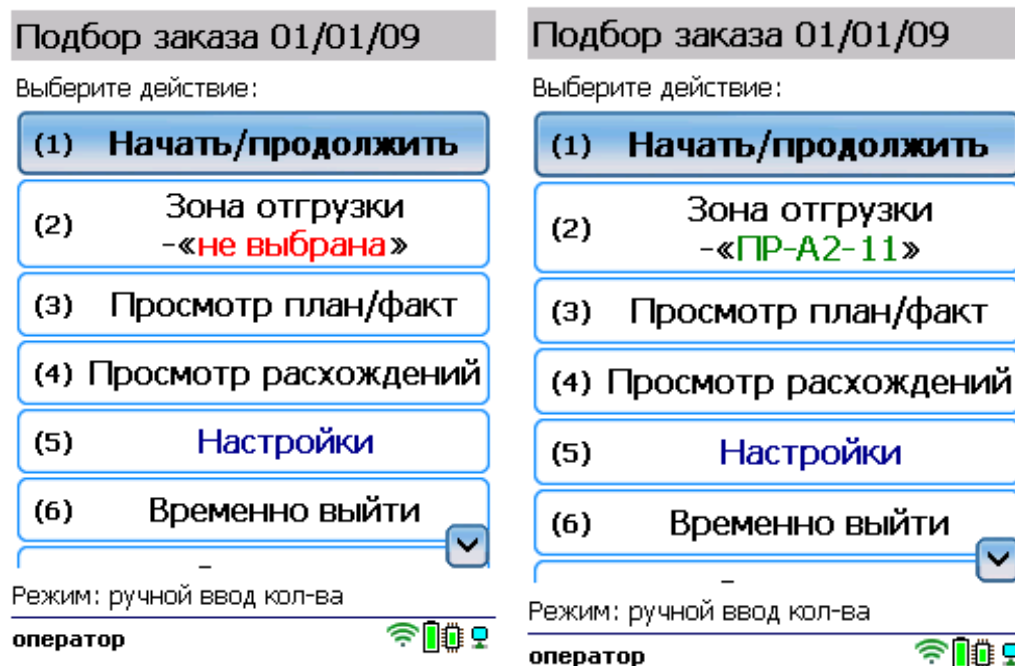 Подбор заказа 01/01/09
Выберите действие:
(1) Начать/продолжить
(2) Зона отгрузки
-«не выбрана»
(3) Просмотр план/факт
(4) Просмотр расхождений
(5) Настройки
(6) Временно выйти
Режим: ручной ввод кол-ва
оператор
Подбор заказа 01/01/09
Выберите действие:
(1) Начать/продолжить
(2) Зона отгрузки
-«ПР-А2-11»
(3) Просмотр план/факт
(4) Просмотр расхождений
(5) Настройки
(6) Временно выйти
Режим: ручной ввод кол-ва
оператор